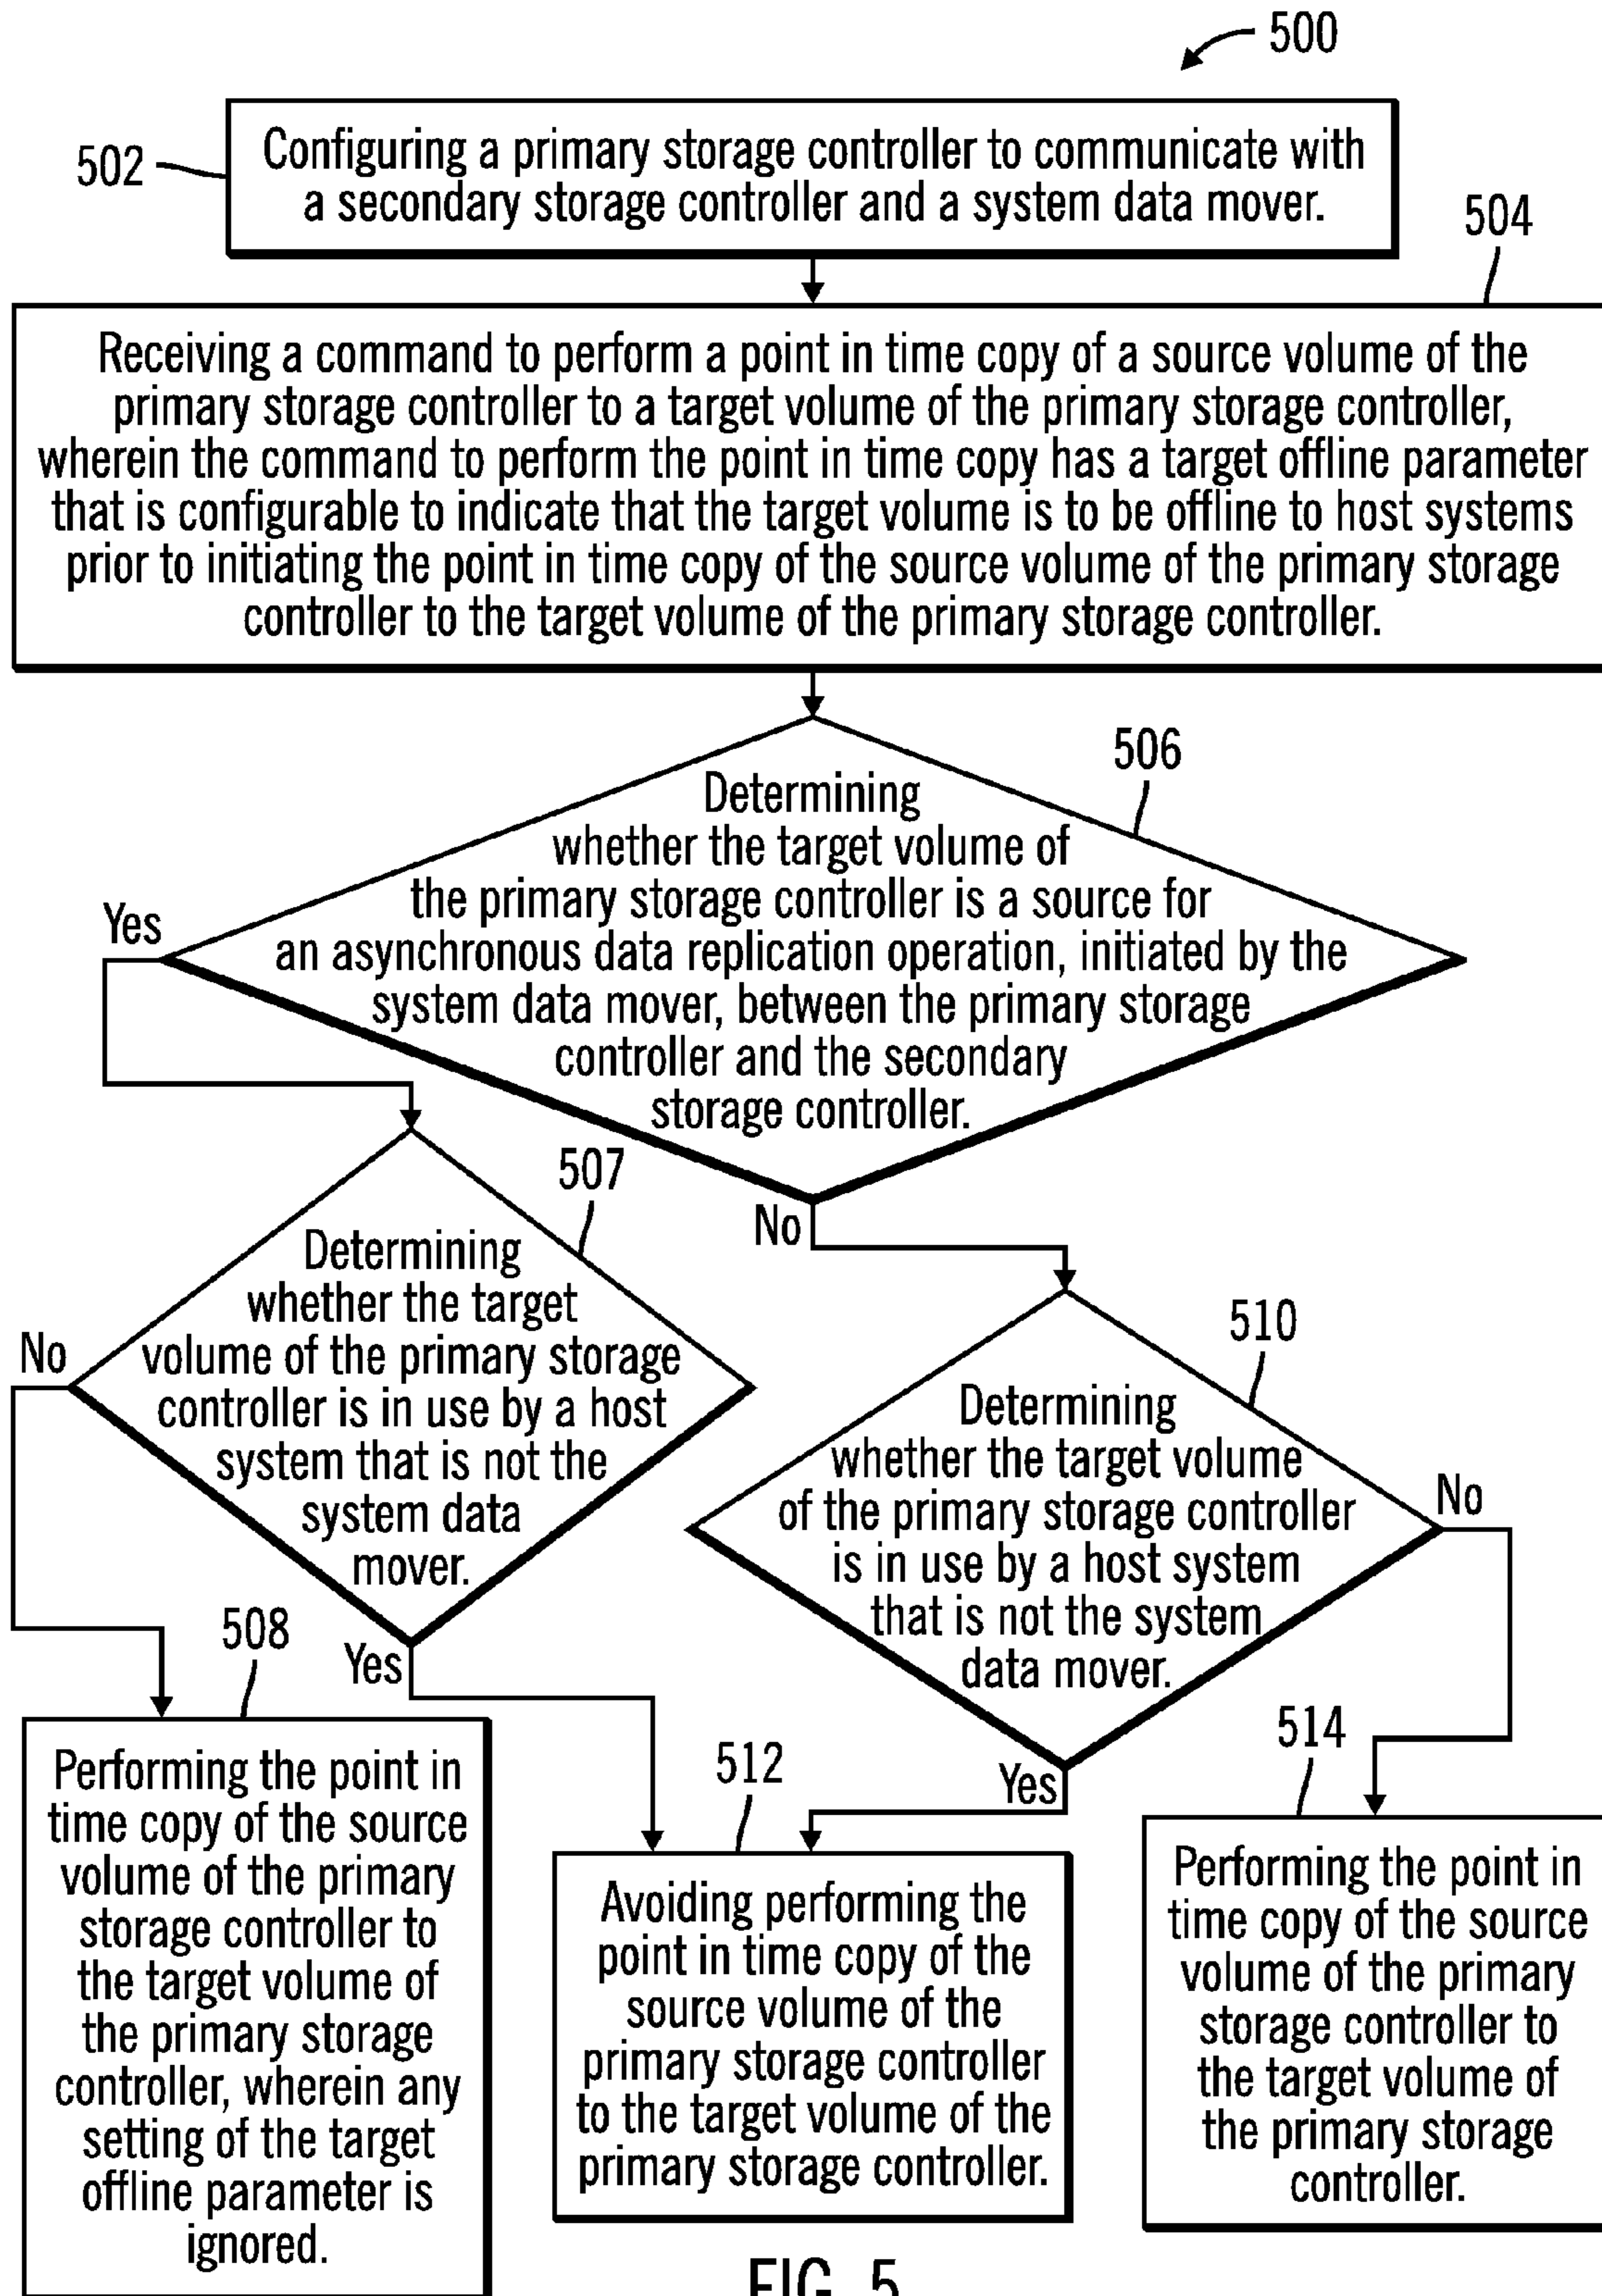 500
502
Configuring a primary storage controller to communicate with
a secondary storage controller and a system data mover.
504
Receiving a command to perform a point in time copy of a source volume of the
primary storage controller to a target volume of the primary storage controller,
wherein the command to perform the point in time copy has a target offline parameter
that is configurable to indicate that the target volume is to be offline to host systems
prior to initiating the point in time copy of the source volume of the primary storage
controller to the target volume of the primary storage controller.
506
Determining
whether the target volume of
the primary storage controller is a source for
an asynchronous data replication operation, initiated by the
system data mover, between the primary storage
controller and the secondary
storage controller.
Yes
No
507
Determining
whether the target
volume of the primary storage
controller is in use by a host
system that is not the
system data
mover.
No
Yes
510
Determining
whether the target volume
of the primary storage controller
is in use by a host system
that is not the system
data mover.
No
Yes
508
Performing the point in
time copy of the source
volume of the primary
storage controller to
the target volume of
the primary storage
controller, wherein any
setting of the target
offline parameter is
ignored.
512
Avoiding performing the
point in time copy of the
source volume of the
primary storage controller
to the target volume of the
primary storage controller.
514
Performing the point in
time copy of the source
volume of the primary
storage controller to
the target volume of
the primary storage
controller.
FIG. 5